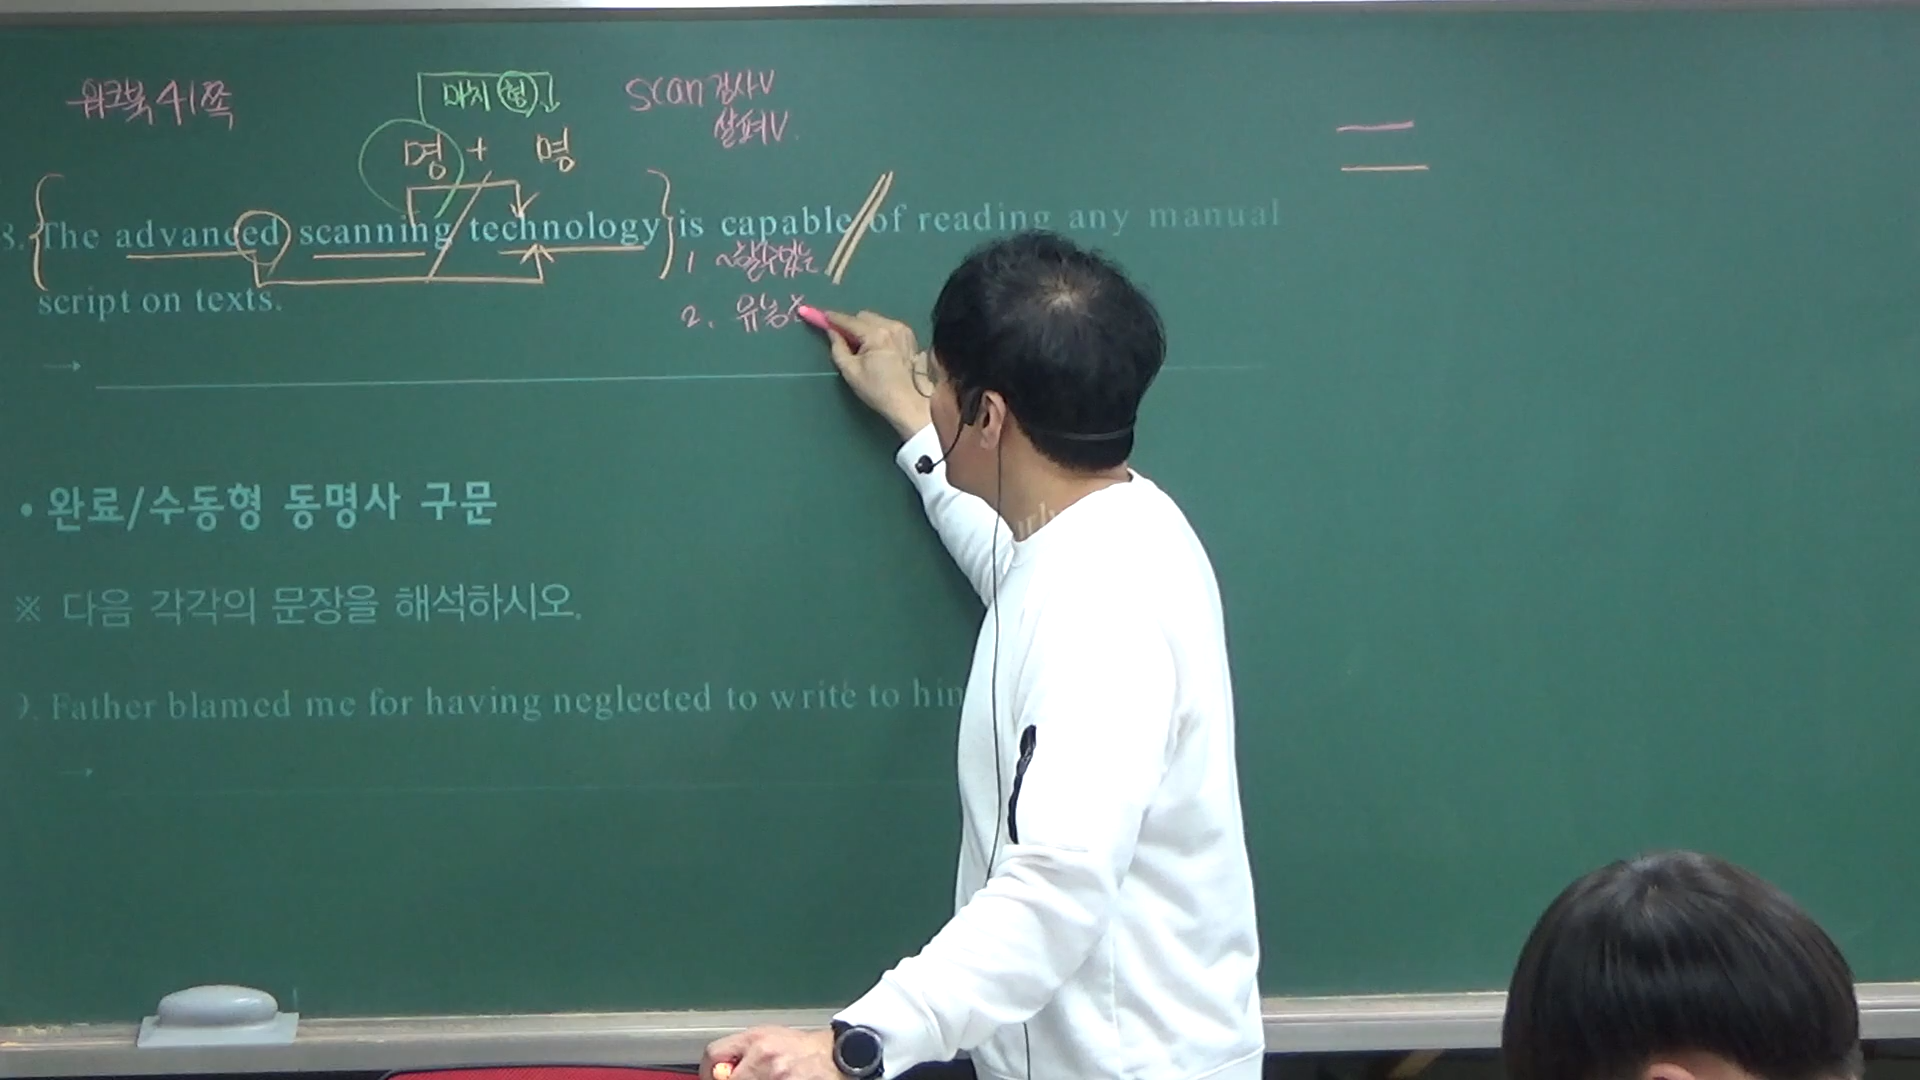 워크북 41쪽
마치 형
scan 검사V
살펴V
명 + 명
8. The advanced scanning technology is capable of reading any manual
1 ~할수있는
script on texts.
2. 유능
→
• 완료/수동형 동명사 구문
※ 다음 각각의 문장을 해석하시오.
9. Father blamed me for having neglected to write to
→